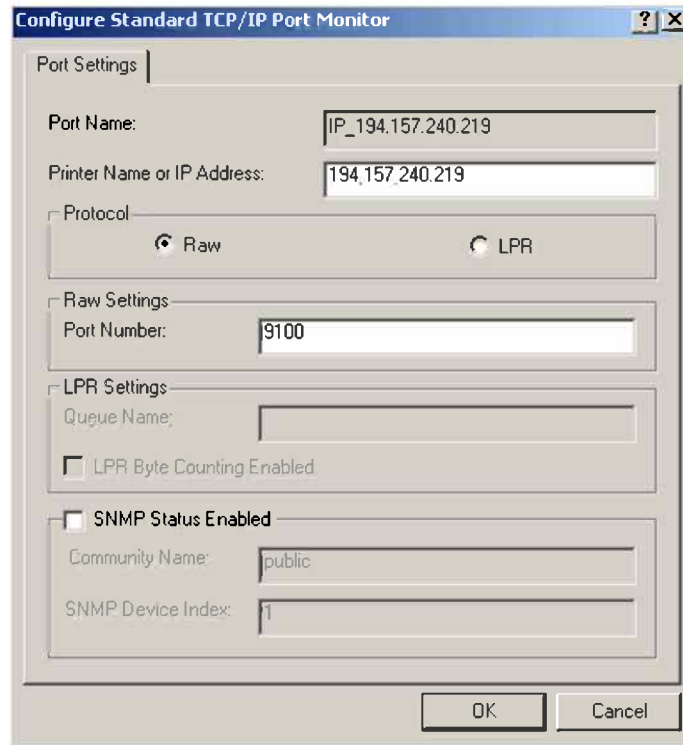 Configure Standard TCP/IP Port Monitor
Port Settings
Port Name: IP_194.157.240.219
Printer Name or IP Address: 194.157.240.219
Protocol
Raw LPR
Raw Settings
Port Number: 9100
LPR Settings
Queue Name:
LPR Byte Counting Enabled
SNMP Status Enabled
Community Name: public
SNMP Device Index: 1
OK Cancel